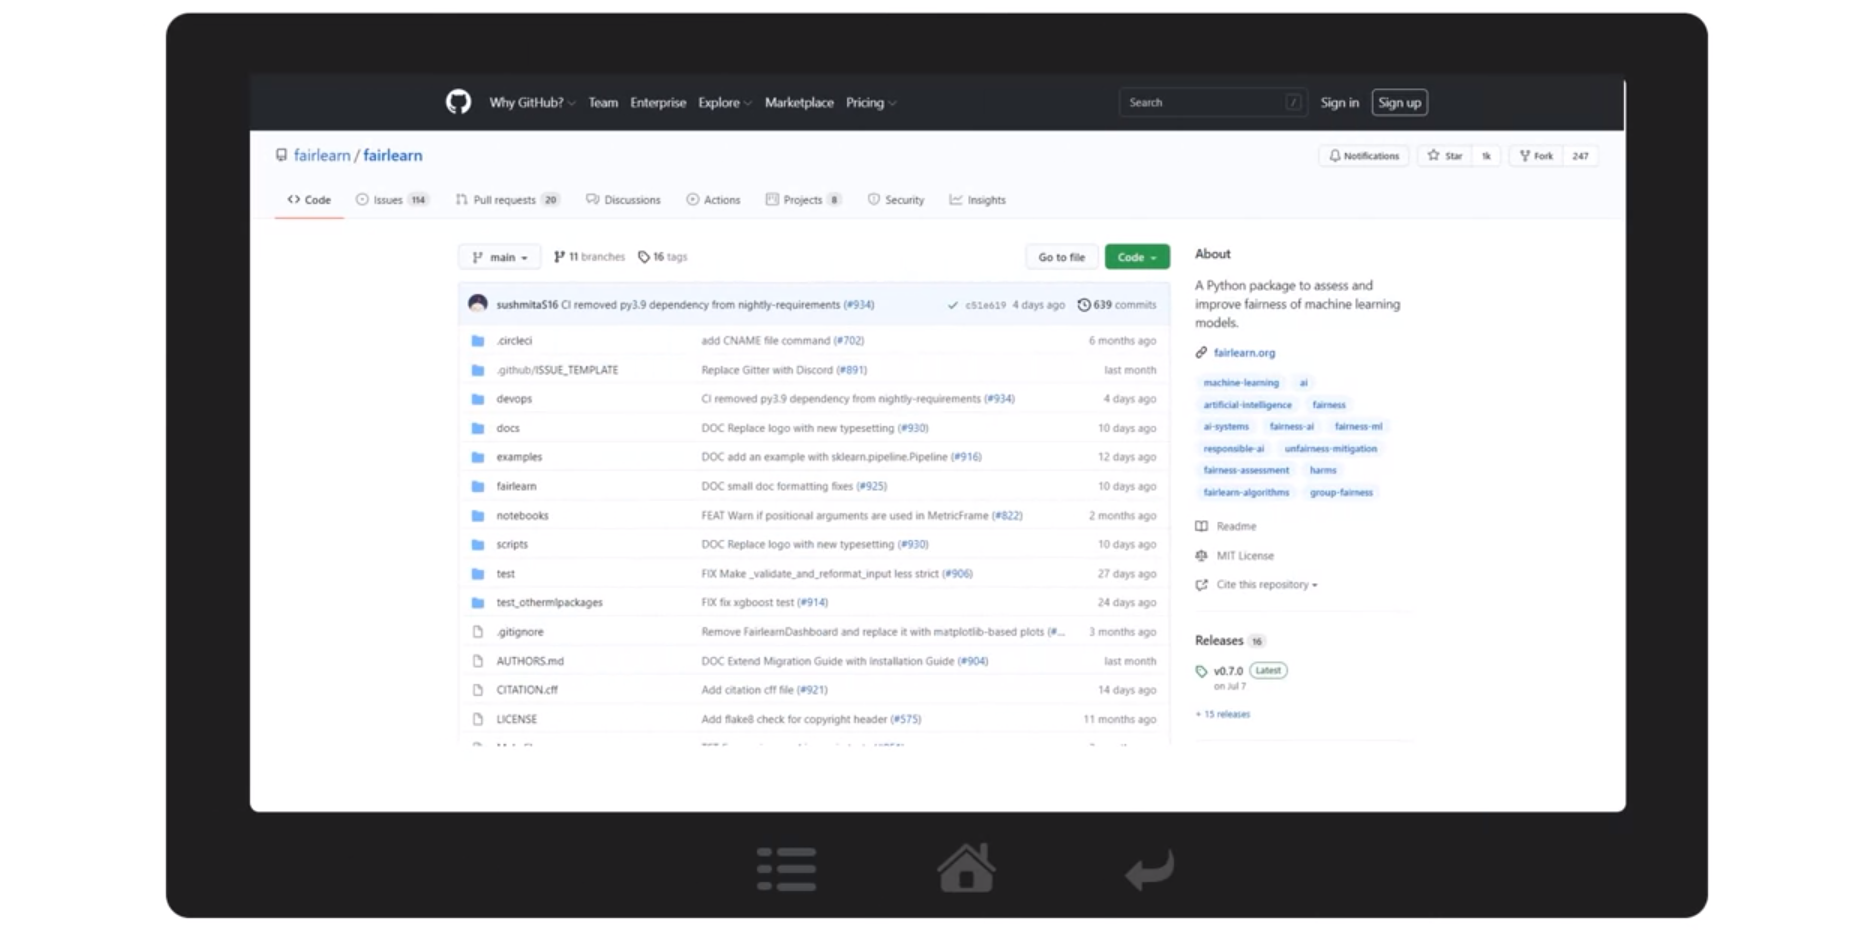 Why GitHub? Team Enterprise Explore Marketplace Pricing Search / Sign in Sign up
fairlearn / fairlearn Notifications Star 1k Fork 247
Code Issues 114 Pull requests 20 Discussions Actions Projects 8 Security Insights
main 11 branches 16 tags Go to file Code
sushmita516 CI removed py3.9 dependency from nightly-requirements (#934) c51e619 4 days ago 639 commits
.circleci add CNAME file command (#702) 6 months ago
.github/ISSUE_TEMPLATE Replace Gitter with Discord (#891) last month
devops CI removed py3.9 dependency from nightly-requirements (#934) 4 days ago
docs DOC Replace logo with new typesetting (#930) 10 days ago
examples DOC add an example with sklearn.pipeline.Pipeline (#916) 12 days ago
fairlearn DOC small doc formatting fixes (#925) 10 days ago
notebooks FEAT Warn if positional arguments are used in MetricFrame (#822) 2 months ago
scripts DOC Replace logo with new typesetting (#930) 10 days ago
test FIX Make _validate_and_reformat_input less strict (#906) 27 days ago
test_othermlpackages FIX fix xgboost test (#914) 24 days ago
.gitignore Remove FairlearnDashboard and replace it with matplotlib-based plots (#... 3 months ago
AUTHORS.md DOC Extend Migration Guide with Installation Guide (#904) last month
CITATION.cff Add citation cff file (#921) 14 days ago
LICENSE Add flake8 check for copyright header (#575) 11 months ago
About
A Python package to assess and
improve fairness of machine learning
models.
fairlearn.org
machine-learning ai
artificial-intelligence fairness
ai-systems fairness-ai fairness-ml
responsible-ai unfairness-mitigation
fairness-assessment harms
fairlearn-algorithms group-fairness
Readme
MIT License
Cite this repository
Releases 16
v0.7.0 Latest
on Jul 7
+ 15 releases